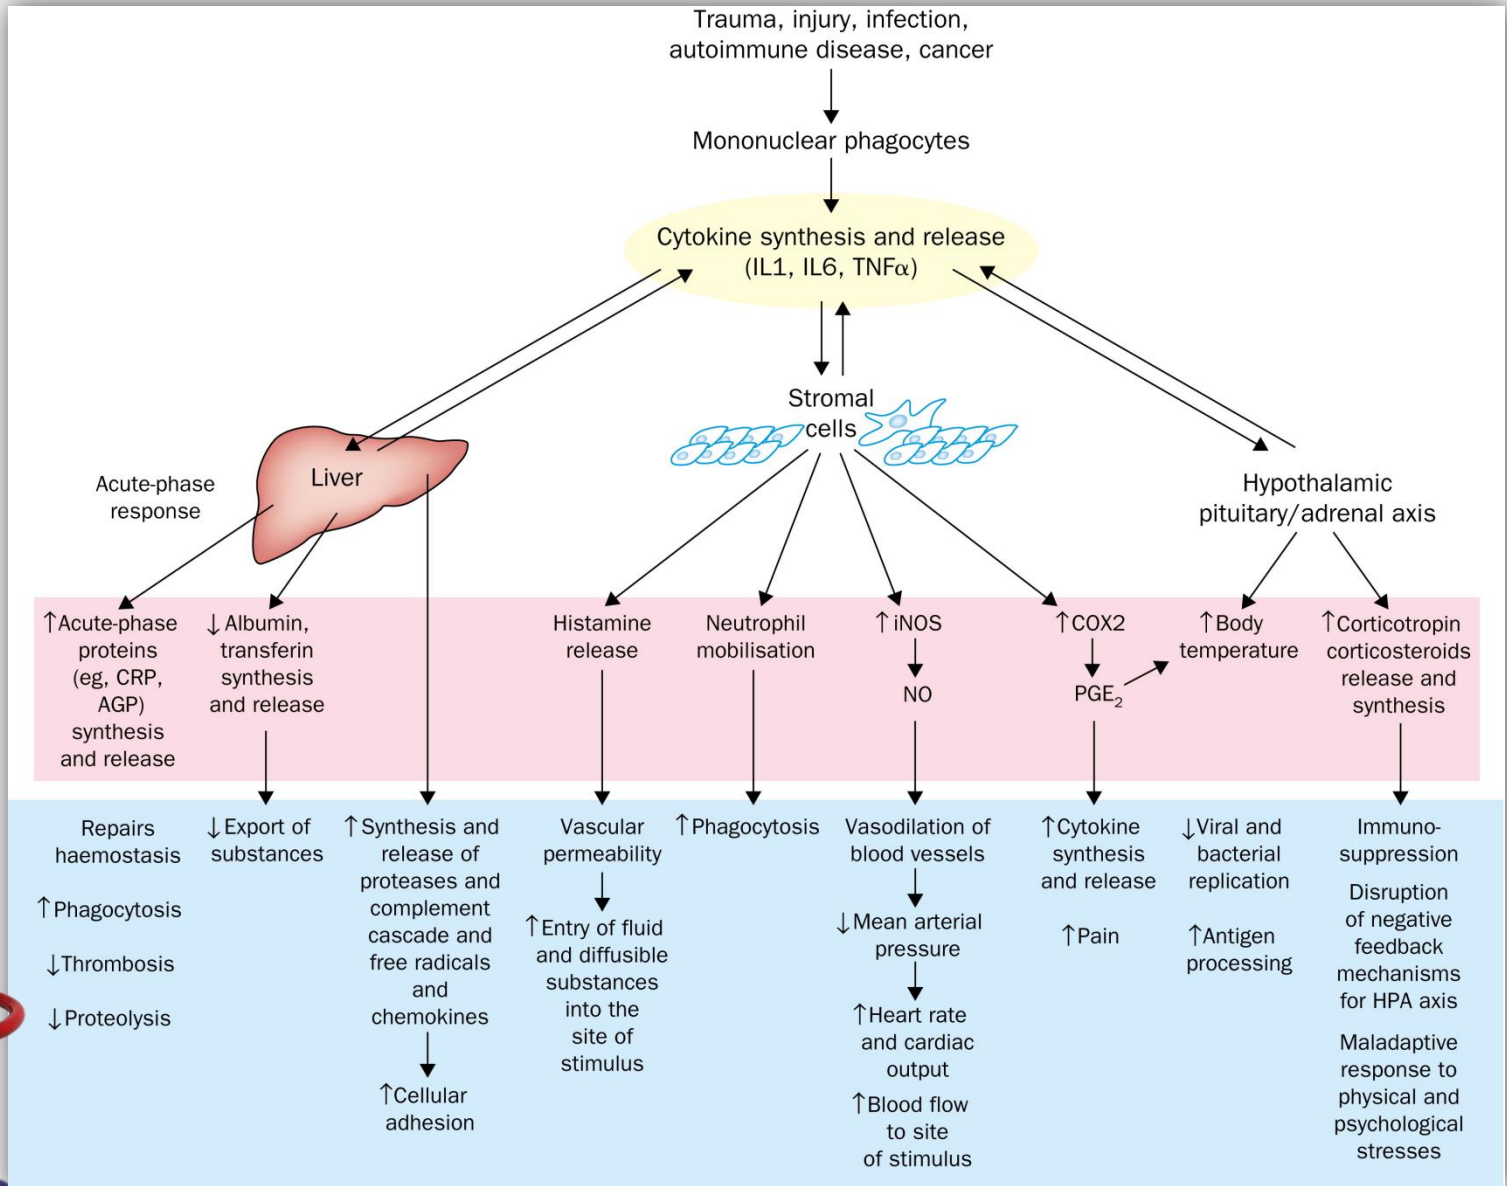 Trauma, injury, infection,
autoimmune disease, cancer
Mononuclear phagocytes
Cytokine synthesis and release
(IL1, IL6, TNFα)
Stromal
cells
Liver
Acute-phase
response
Hypothalamic
pituitary/adrenal axis
↑Acute-phase
proteins
(eg, CRP,
AGP)
synthesis
and release
↓Albumin,
transferin
synthesis
and release
Histamine
release
Neutrophil
mobilisation
↑iNOS
NO
↑COX2
PGE₂
↑Body
temperature
↑Corticotropin
corticosteroids
release and
synthesis
Repairs
haemostasis
↑Phagocytosis
↓Thrombosis
↓Proteolysis
↓Export of
substances
↑Synthesis and
release of
proteases and
complement
cascade and
free radicals
and
chemokines
↑Cellular
adhesion
Vascular
permeability
↑Entry of fluid
and diffusible
substances
into the
site of
stimulus
↑Phagocytosis
Vasodilation of
blood vessels
↓Mean arterial
pressure
↑Heart rate
and cardiac
output
↑Blood flow
to site
of stimulus
↑Cytokine
synthesis
and release
↑Pain
↓Viral and
bacterial
replication
↑Antigen
processing
Immuno-
suppression
Disruption
of negative
feedback
mechanisms
for HPA axis
Maladaptive
response to
physical and
psychological
stresses